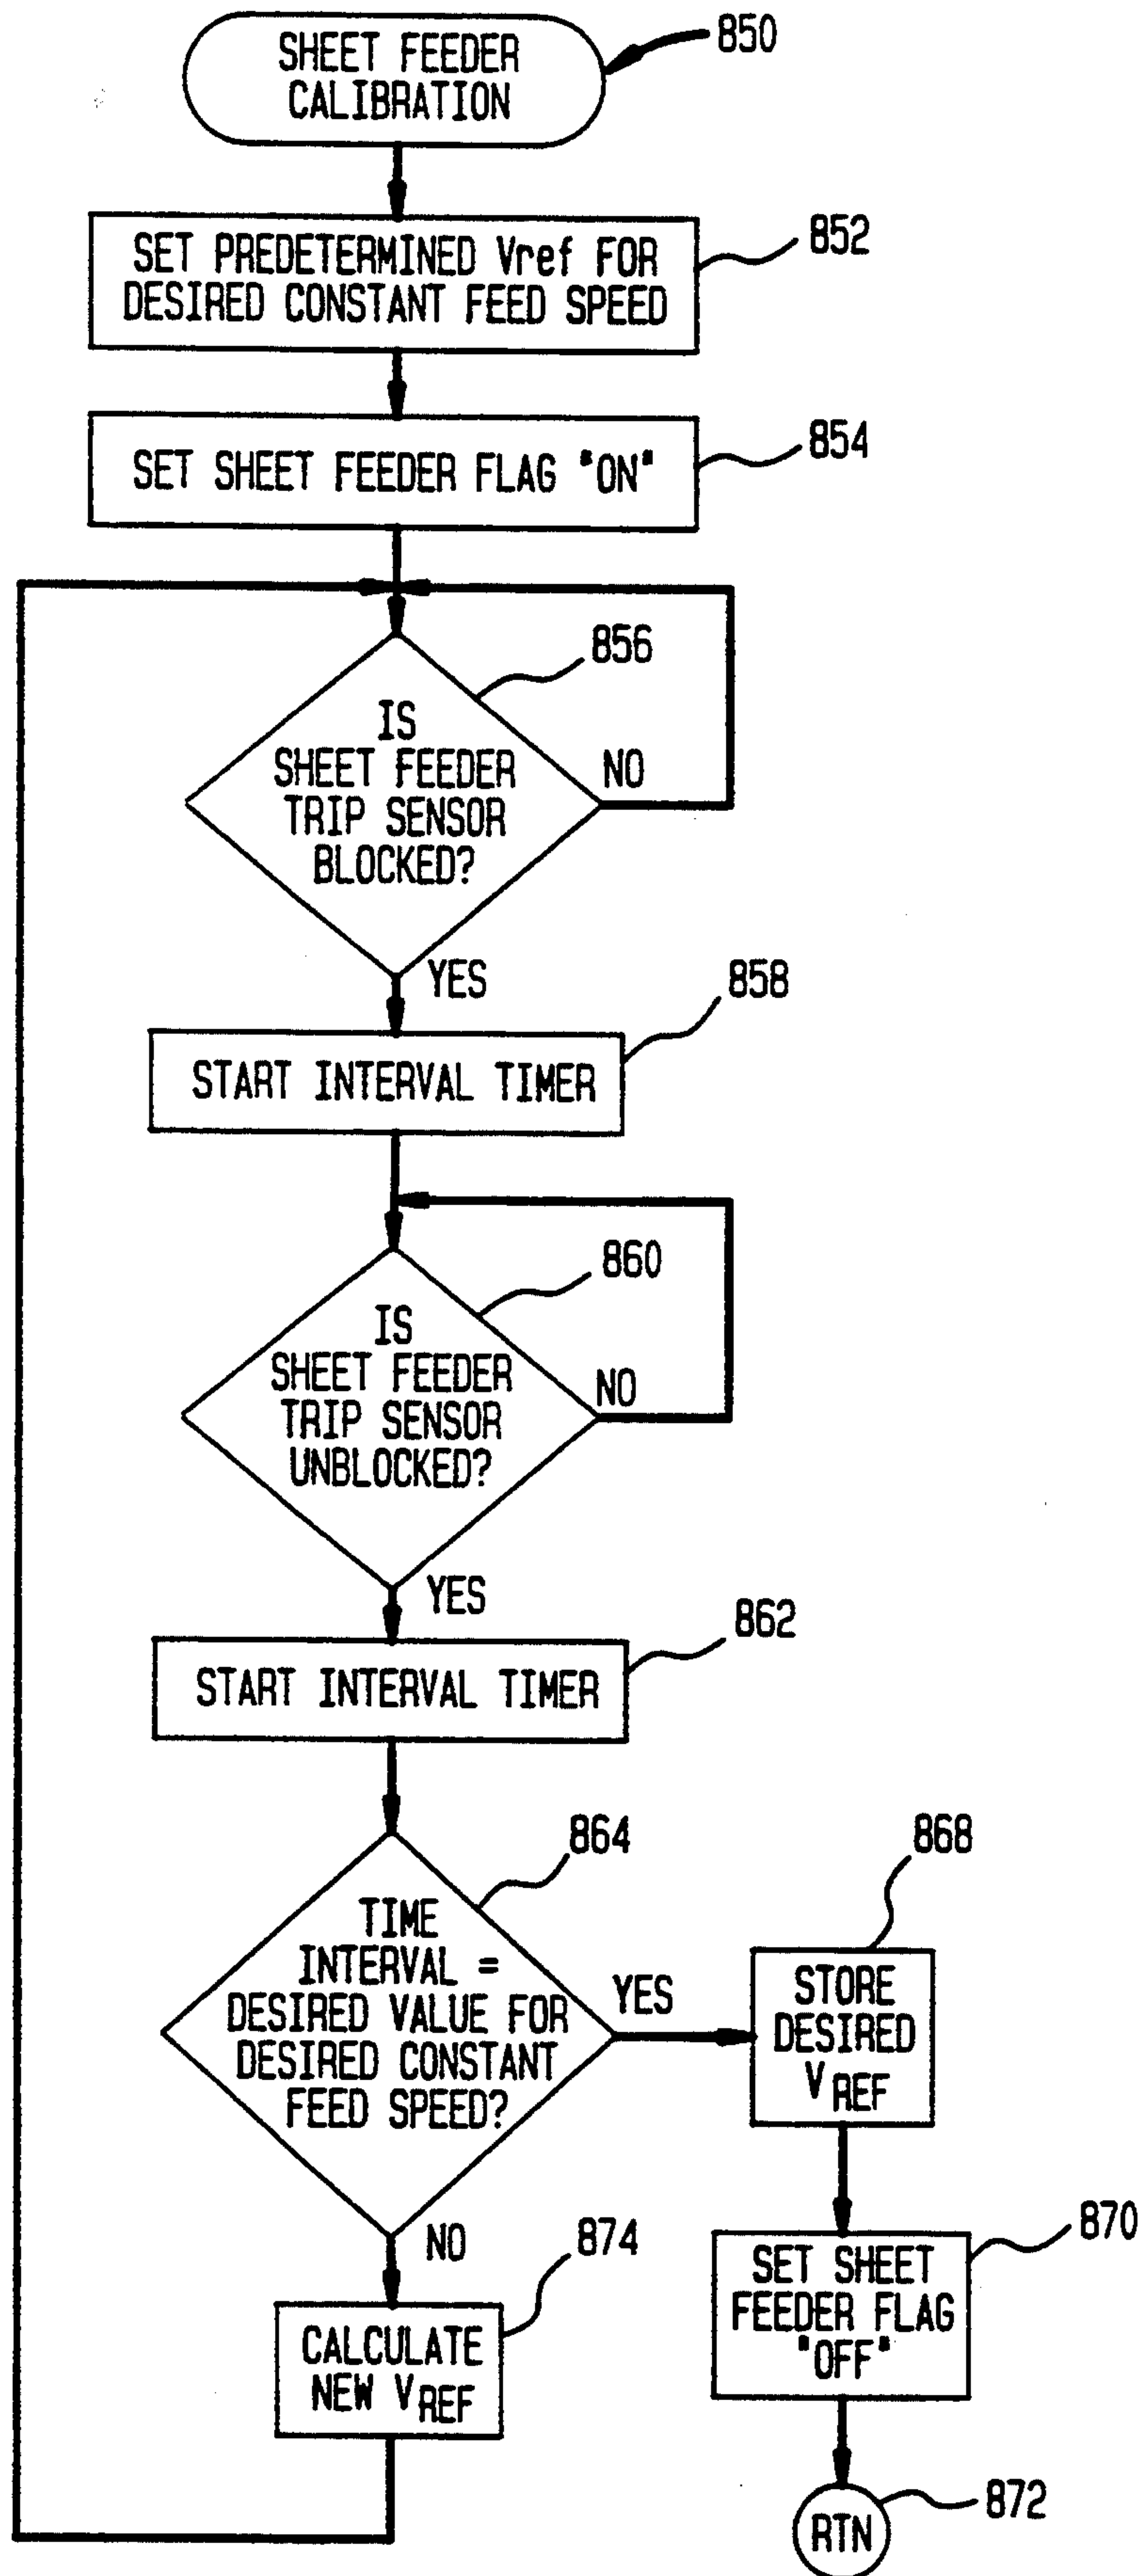 SHEET FEEDER
CALIBRATION
850
SET PREDETERMINED Vref FOR
DESIRED CONSTANT FEED SPEED
852
SET SHEET FEEDER FLAG "ON"
854
856
IS
SHEET FEEDER
TRIP SENSOR
BLOCKED?
NO
YES
858
START INTERVAL TIMER
860
IS
SHEET FEEDER
TRIP SENSOR
UNBLOCKED?
NO
YES
862
START INTERVAL TIMER
864
TIME
INTERVAL =
DESIRED VALUE FOR
DESIRED CONSTANT
FEED SPEED?
YES
868
STORE
DESIRED
VREF
NO
874
CALCULATE
NEW VREF
870
SET SHEET
FEEDER FLAG
"OFF"
872
RTN